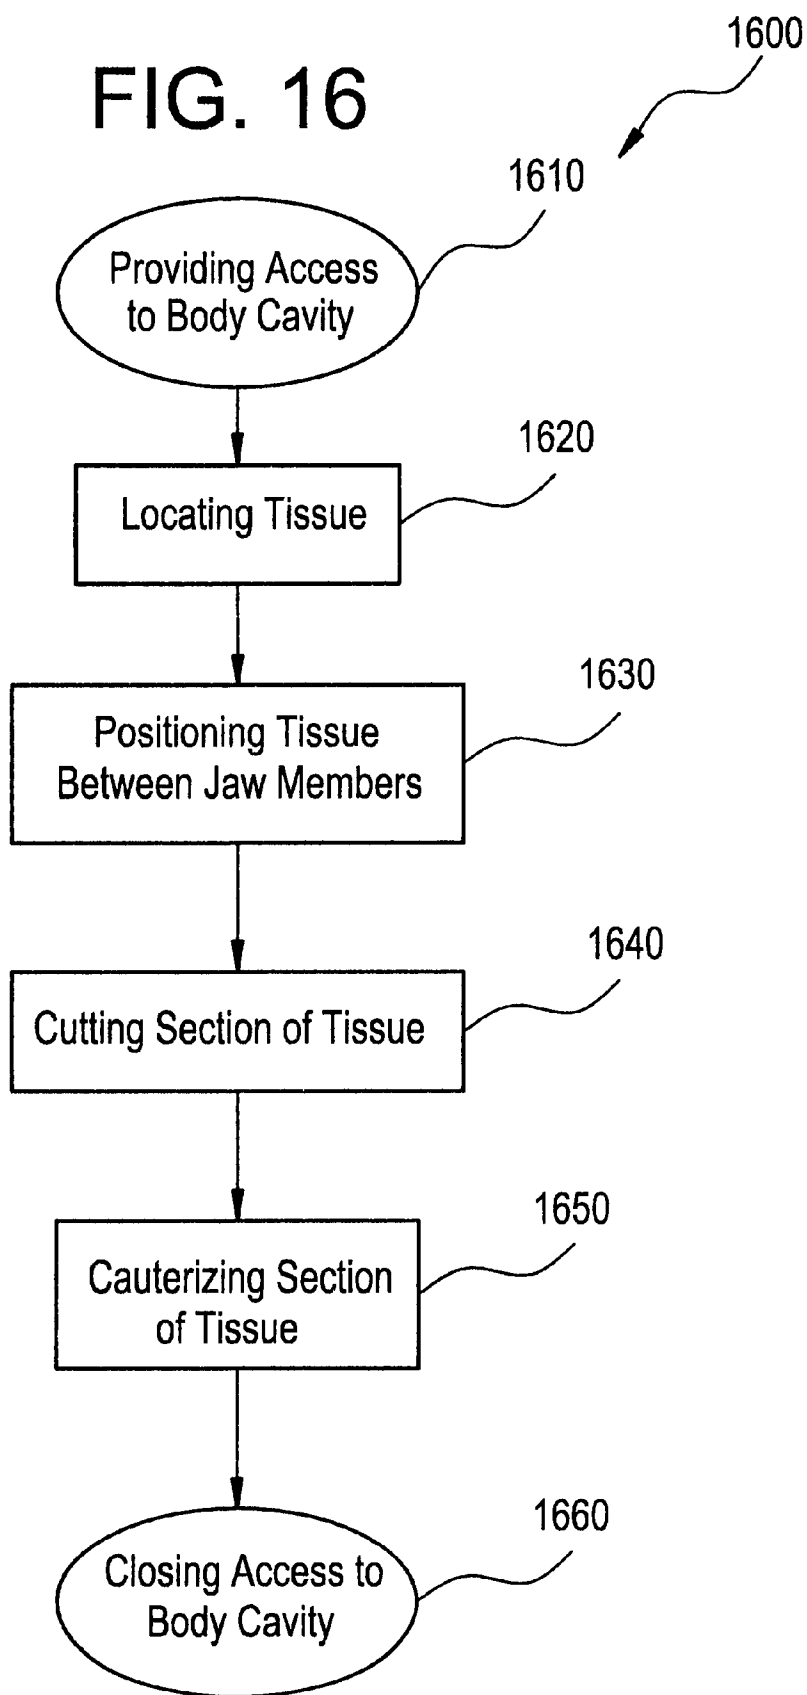 1600
FIG. 16
1610
Providing Access
to Body Cavity
1620
Locating Tissue
1630
Positioning Tissue
Between Jaw Members
1640
Cutting Section of Tissue
1650
Cauterizing Section
of Tissue
1660
Closing Access to
Body Cavity